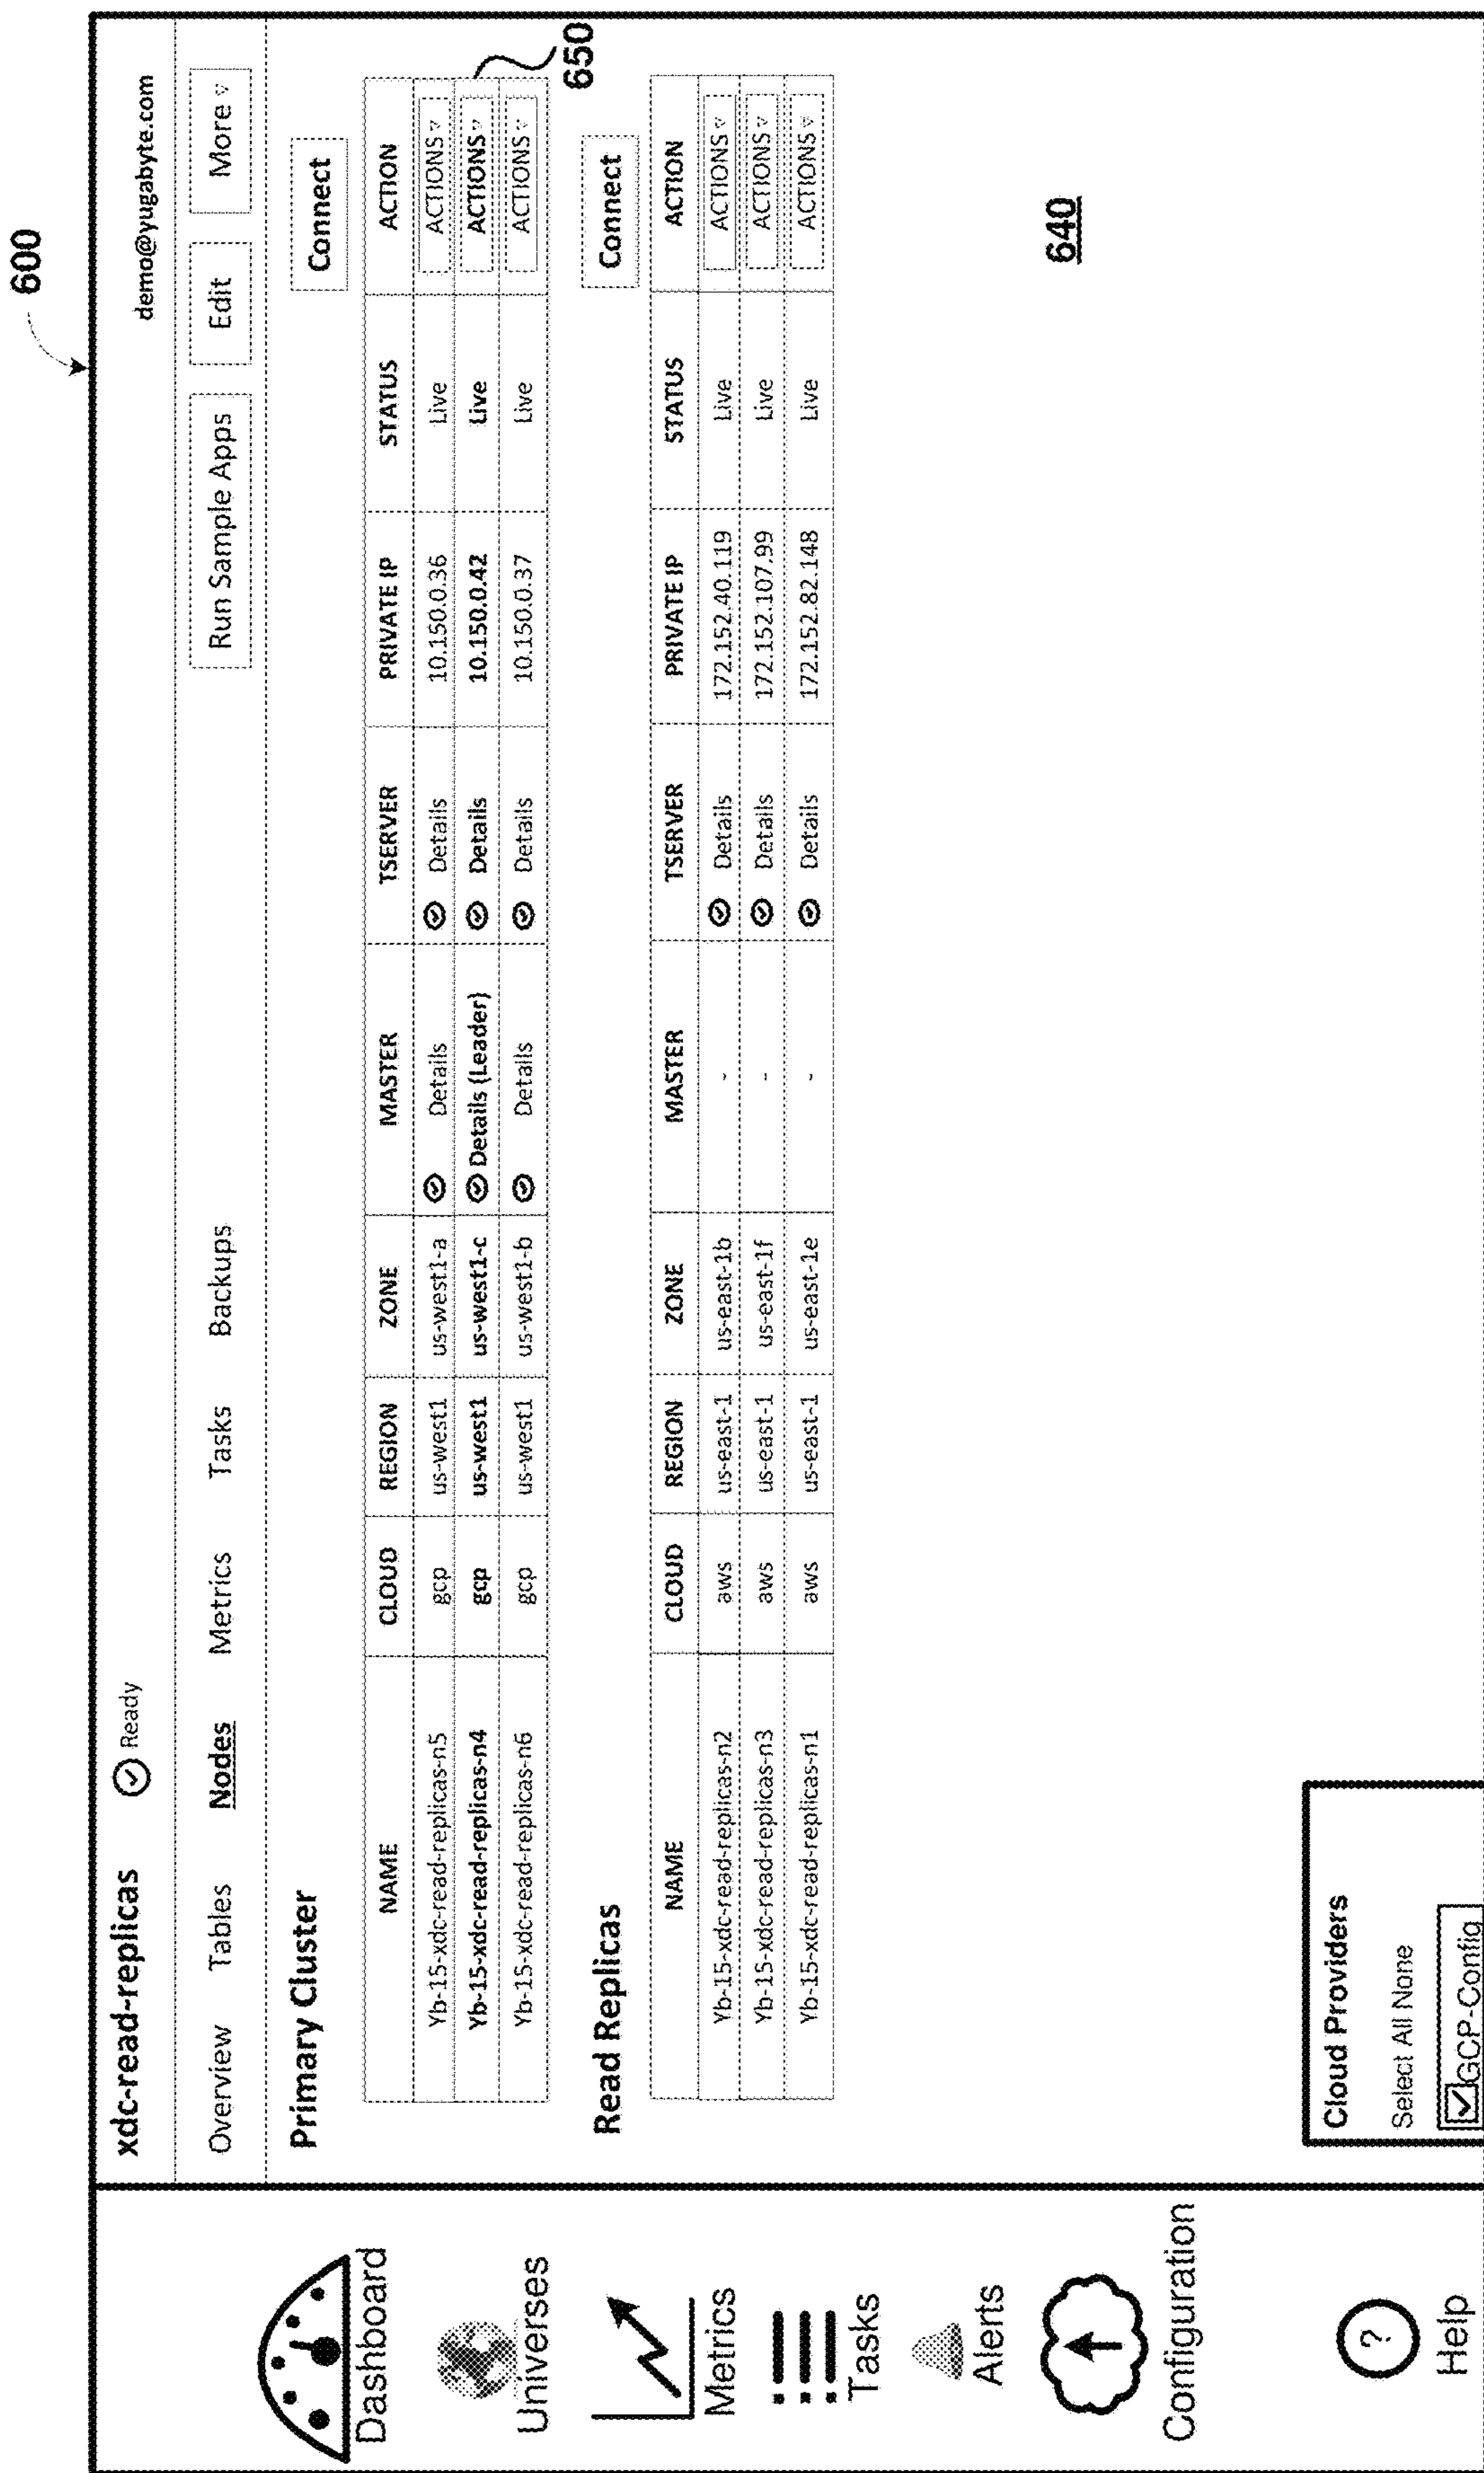 600
xdc-read-replicas Ready demo@yugabyte.com
Overview Tables Nodes Metrics Tasks Backups Run Sample Apps Edit More
Primary Cluster Connect
NAME CLOUD REGION ZONE MASTER TSERVER PRIVATE IP STATUS ACTION
Yb-15-xdc-read-replicas-n5 gcp us-west1 us-west1-a Details Details 10.150.0.36 Live ACTIONS
Yb-15-xdc-read-replicas-n4 gcp us-west1 us-west1-c Details (Leader) Details 10.150.0.42 Live ACTIONS
Yb-15-xdc-read-replicas-n6 gcp us-west1 us-west1-b Details Details 10.150.0.37 Live ACTIONS
650
Read Replicas Connect
NAME CLOUD REGION ZONE MASTER TSERVER PRIVATE IP STATUS ACTION
Yb-15-xdc-read-replicas-n2 aws us-east-1 us-east-1b - Details 172.152.40.119 Live ACTIONS
Yb-15-xdc-read-replicas-n3 aws us-east-1 us-east-1f - Details 172.152.107.99 Live ACTIONS
Yb-15-xdc-read-replicas-n1 aws us-east-1 us-east-1e - Details 172.152.82.148 Live ACTIONS
640
Cloud Providers
Select All None
GCP-Config
Dashboard
Universes
Metrics
Tasks
Alerts
Configuration
?
Help